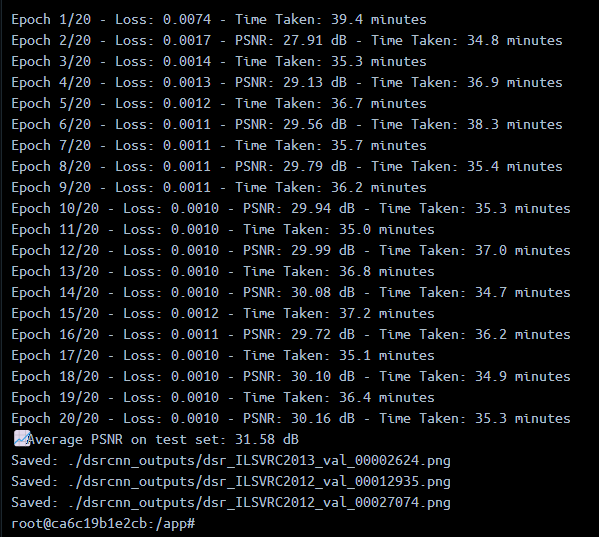 Epoch 1/20 - Loss: 0.0074 - Time Taken: 39.4 minutes
Epoch 2/20 - Loss: 0.0017 - PSNR: 27.91 dB - Time Taken: 34.8 minutes
Epoch 3/20 - Loss: 0.0014 - Time Taken: 35.3 minutes
Epoch 4/20 - Loss: 0.0013 - PSNR: 29.13 dB - Time Taken: 36.9 minutes
Epoch 5/20 - Loss: 0.0012 - Time Taken: 36.7 minutes
Epoch 6/20 - Loss: 0.0011 - PSNR: 29.56 dB - Time Taken: 38.3 minutes
Epoch 7/20 - Loss: 0.0011 - Time Taken: 35.7 minutes
Epoch 8/20 - Loss: 0.0011 - PSNR: 29.79 dB - Time Taken: 35.4 minutes
Epoch 9/20 - Loss: 0.0011 - Time Taken: 36.2 minutes
Epoch 10/20 - Loss: 0.0010 - PSNR: 29.94 dB - Time Taken: 35.3 minutes
Epoch 11/20 - Loss: 0.0010 - Time Taken: 35.0 minutes
Epoch 12/20 - Loss: 0.0010 - PSNR: 29.99 dB - Time Taken: 37.0 minutes
Epoch 13/20 - Loss: 0.0010 - Time Taken: 36.8 minutes
Epoch 14/20 - Loss: 0.0010 - PSNR: 30.08 dB - Time Taken: 34.7 minutes
Epoch 15/20 - Loss: 0.0012 - Time Taken: 37.2 minutes
Epoch 16/20 - Loss: 0.0011 - PSNR: 29.72 dB - Time Taken: 36.2 minutes
Epoch 17/20 - Loss: 0.0010 - Time Taken: 35.1 minutes
Epoch 18/20 - Loss: 0.0010 - PSNR: 30.10 dB - Time Taken: 34.9 minutes
Epoch 19/20 - Loss: 0.0010 - Time Taken: 36.4 minutes
Epoch 20/20 - Loss: 0.0010 - PSNR: 30.16 dB - Time Taken: 35.3 minutes
📈Average PSNR on test set: 31.58 dB
Saved: ./dsrcnn_outputs/dsr_ILSVRC2013_val_00002624.png
Saved: ./dsrcnn_outputs/dsr_ILSVRC2012_val_00012935.png
Saved: ./dsrcnn_outputs/dsr_ILSVRC2012_val_00027074.png
root@ca6c19b1e2cb:/app#